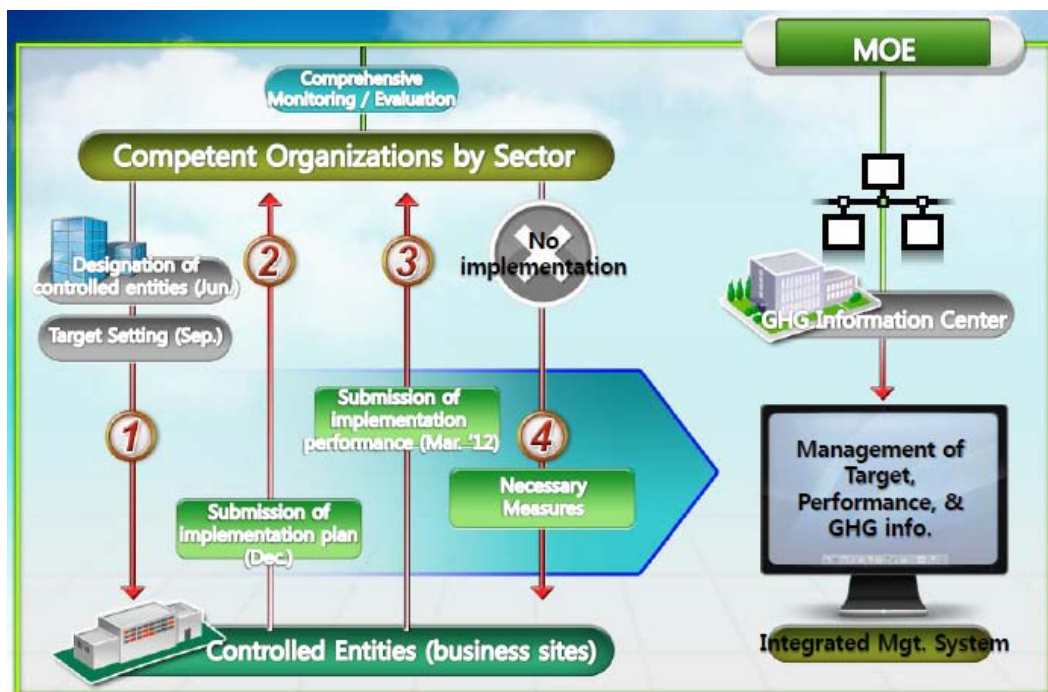 MOE
Comprehensive
Monitoring / Evaluation
Competent Organizations by Sector
Designation of
controlled entities (Jun.)
Target Setting (Sep.)
1
2
3
No
implementation
4
Submission of
implementation
performance (Mar. '12)
Submission of
implementation plan
(Dec.)
Necessary
Measures
Controlled Entities (business sites)
GHG Information Center
Management of
Target,
Performance, &
GHG info.
Integrated Mgt. System